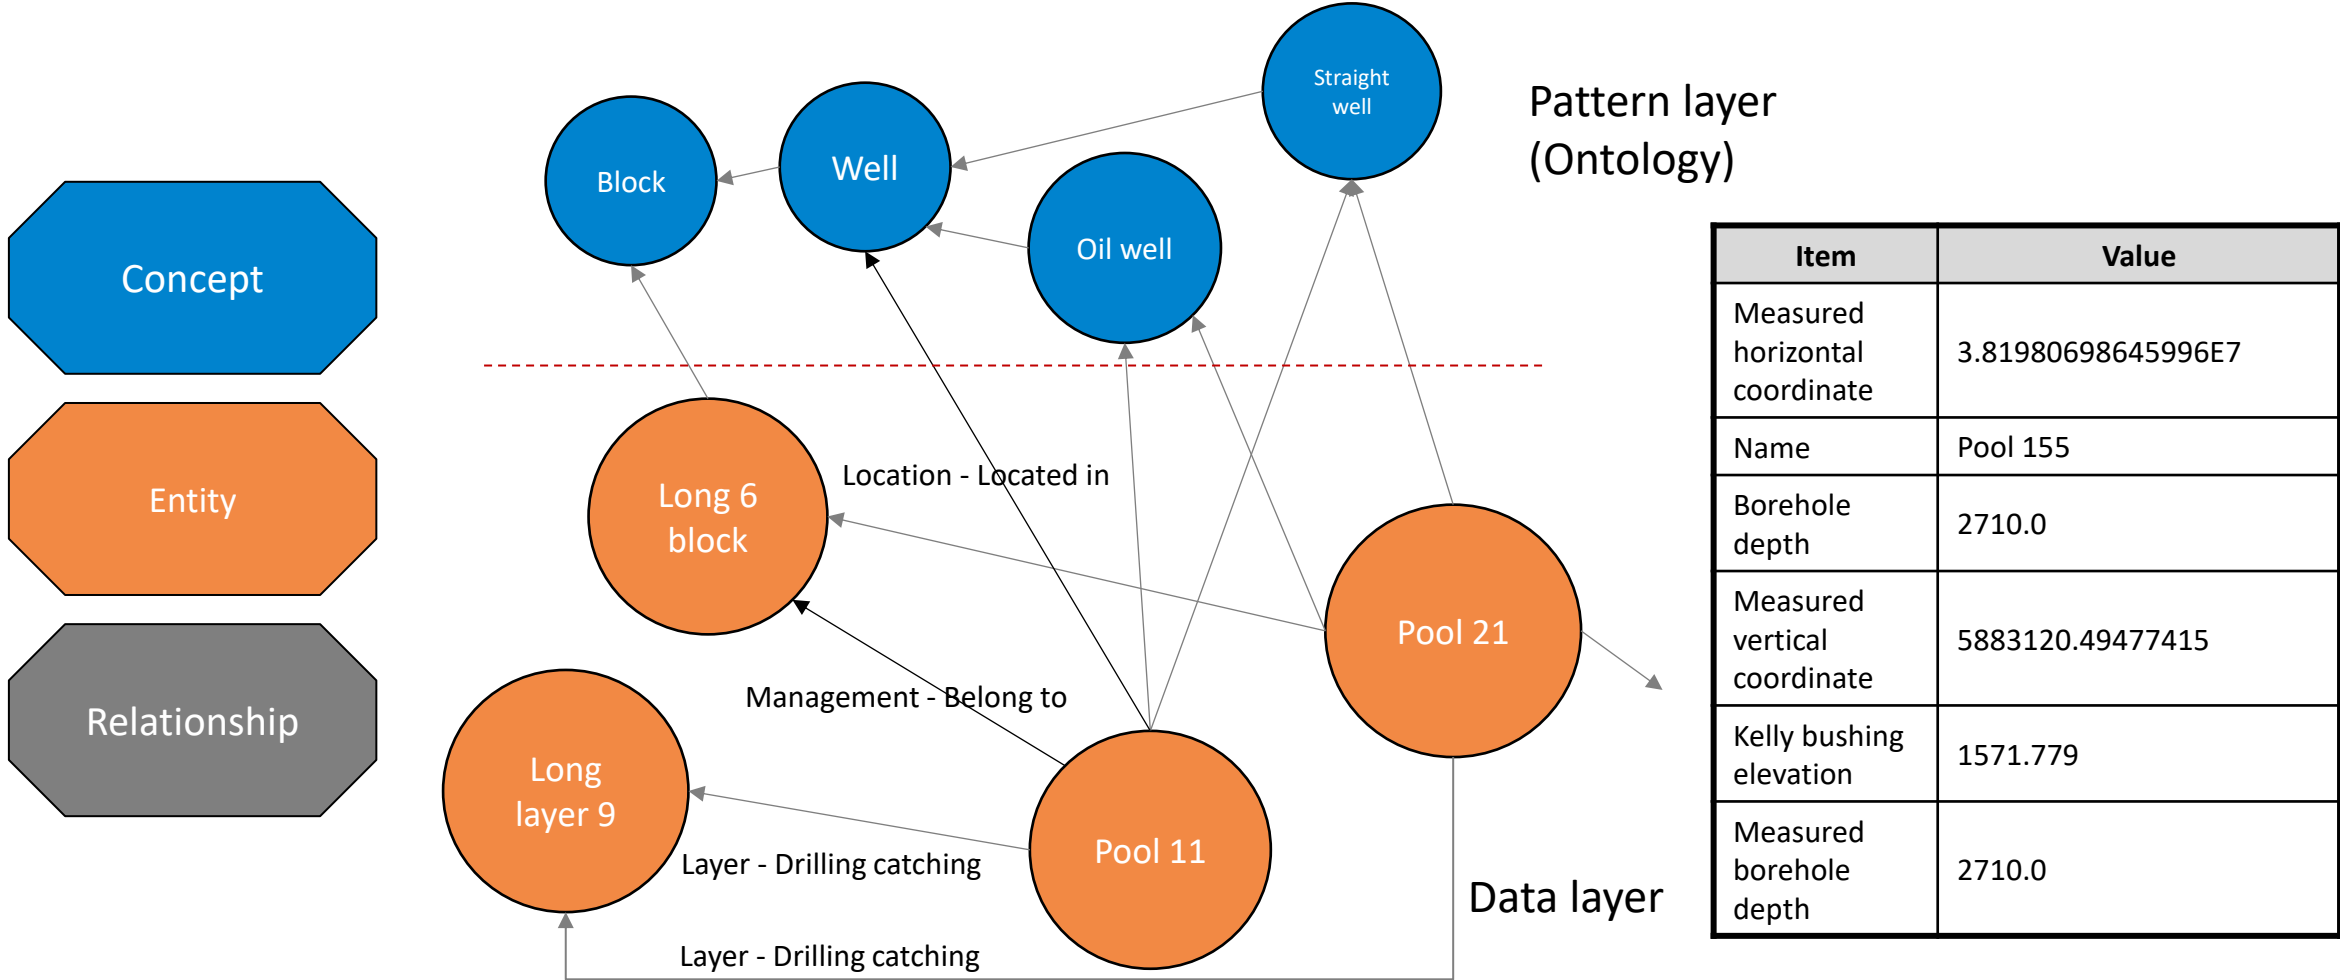 Concept
Entity
Relationship
Block
Well
Straight
well
Oil well
Pattern layer
(Ontology)
Long 6
block
Location - Located in
Pool 21
Management - Belong to
Long
layer 9
Pool 11
Layer - Drilling catching
Layer - Drilling catching
Data layer
Item Value
Measured
horizontal
coordinate
3.81980698645996E7
Name Pool 155
Borehole
depth
2710.0
Measured
vertical
coordinate
5883120.49477415
Kelly bushing
elevation
1571.779
Measured
borehole
depth
2710.0